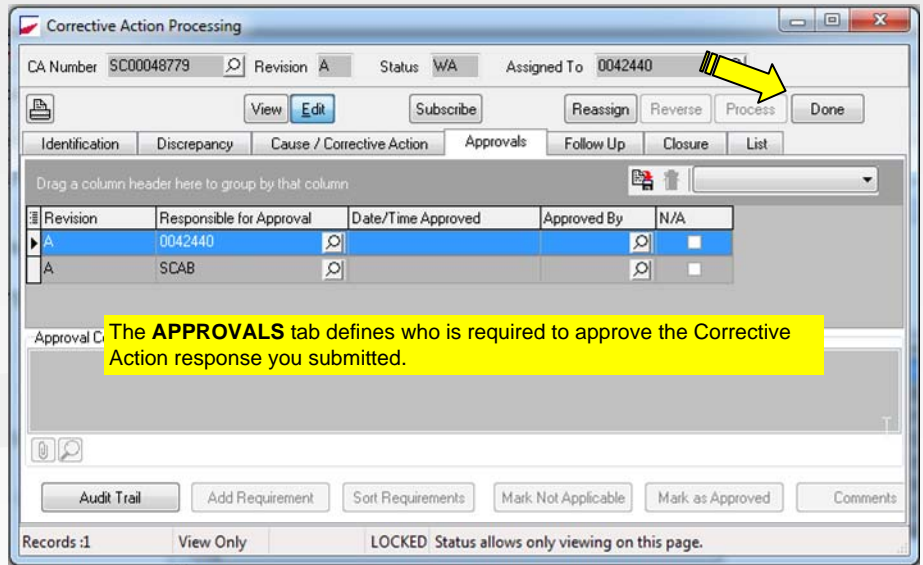 Corrective Action Processing
CA Number SC00048779 Revision A Status WA Assigned To 0042440
View Edit Subscribe Reassign Reverse Process Done
Identification Discrepancy Cause / Corrective Action Approvals Follow Up Closure List
Drag a column header here to group by that column
Revision Responsible for Approval Date/Time Approved Approved By N/A
A 0042440
A SCAB
Approval
The APPROVALS tab defines who is required to approve the Corrective
Action response you submitted.
Audit Trail Add Requirement Sort Requirements Mark Not Applicable Mark as Approved Comments
Records :1 View Only LOCKED Status allows only viewing on this page.